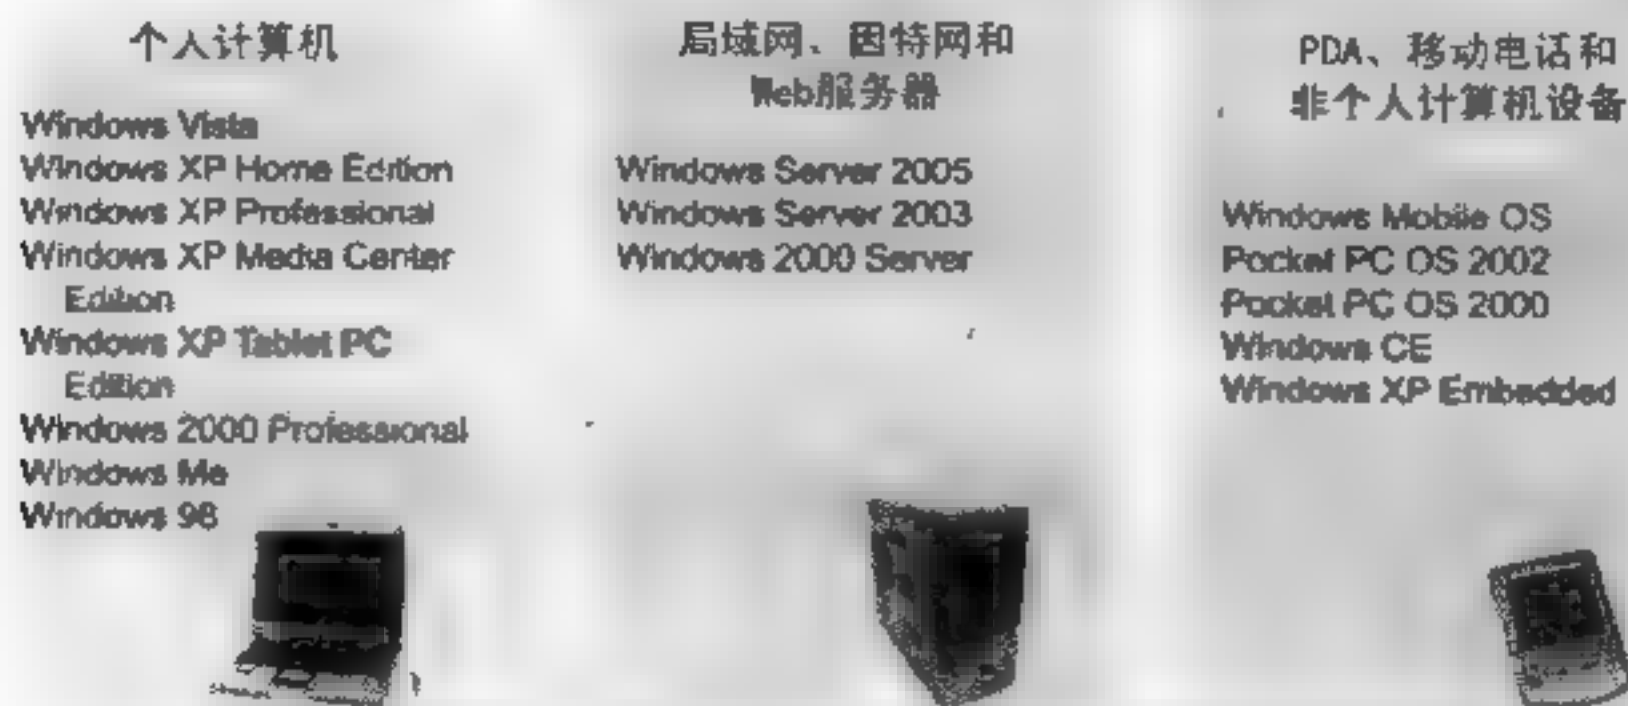 个人计算机
Windows Vista
Windows XP Home Edition
Windows XP Professional
Windows XP Media Center
Edition
Windows XP Tablet PC
Edition
Windows 2000 Professional
Windows Me
Windows 98
局域网、因特网和
Web服务器
Windows Server 2005
Windows Server 2003
Windows 2000 Server
PDA、移动电话和
非个人计算机设备
Windows Mobile OS
Pocket PC OS 2002
Pocket PC OS 2000
Windows CE
Windows XP Embedded